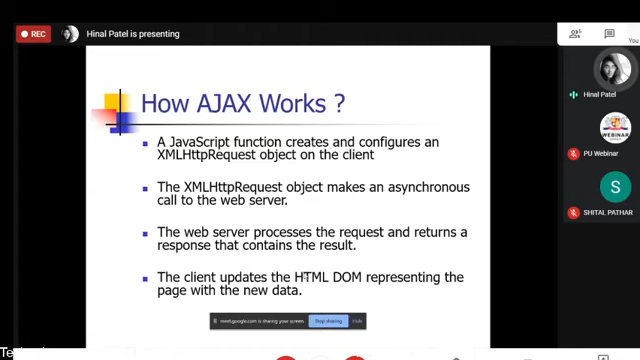 REC
Hinal Patel is presenting
You
How AJAX Works ?
A JavaScript function creates and configures an
XMLHttpRequest object on the client
The XMLHttpRequest object makes an asynchronous
call to the web server.
The web server processes the request and returns a
response that contains the result.
The client updates the HTML DOM representing the
page with the new data.
meet.google.com is sharing your screen.
Stop sharing
Hide
Hinal Patel
WEBINAR
PU Webinar
S
SHITAL PATHAR